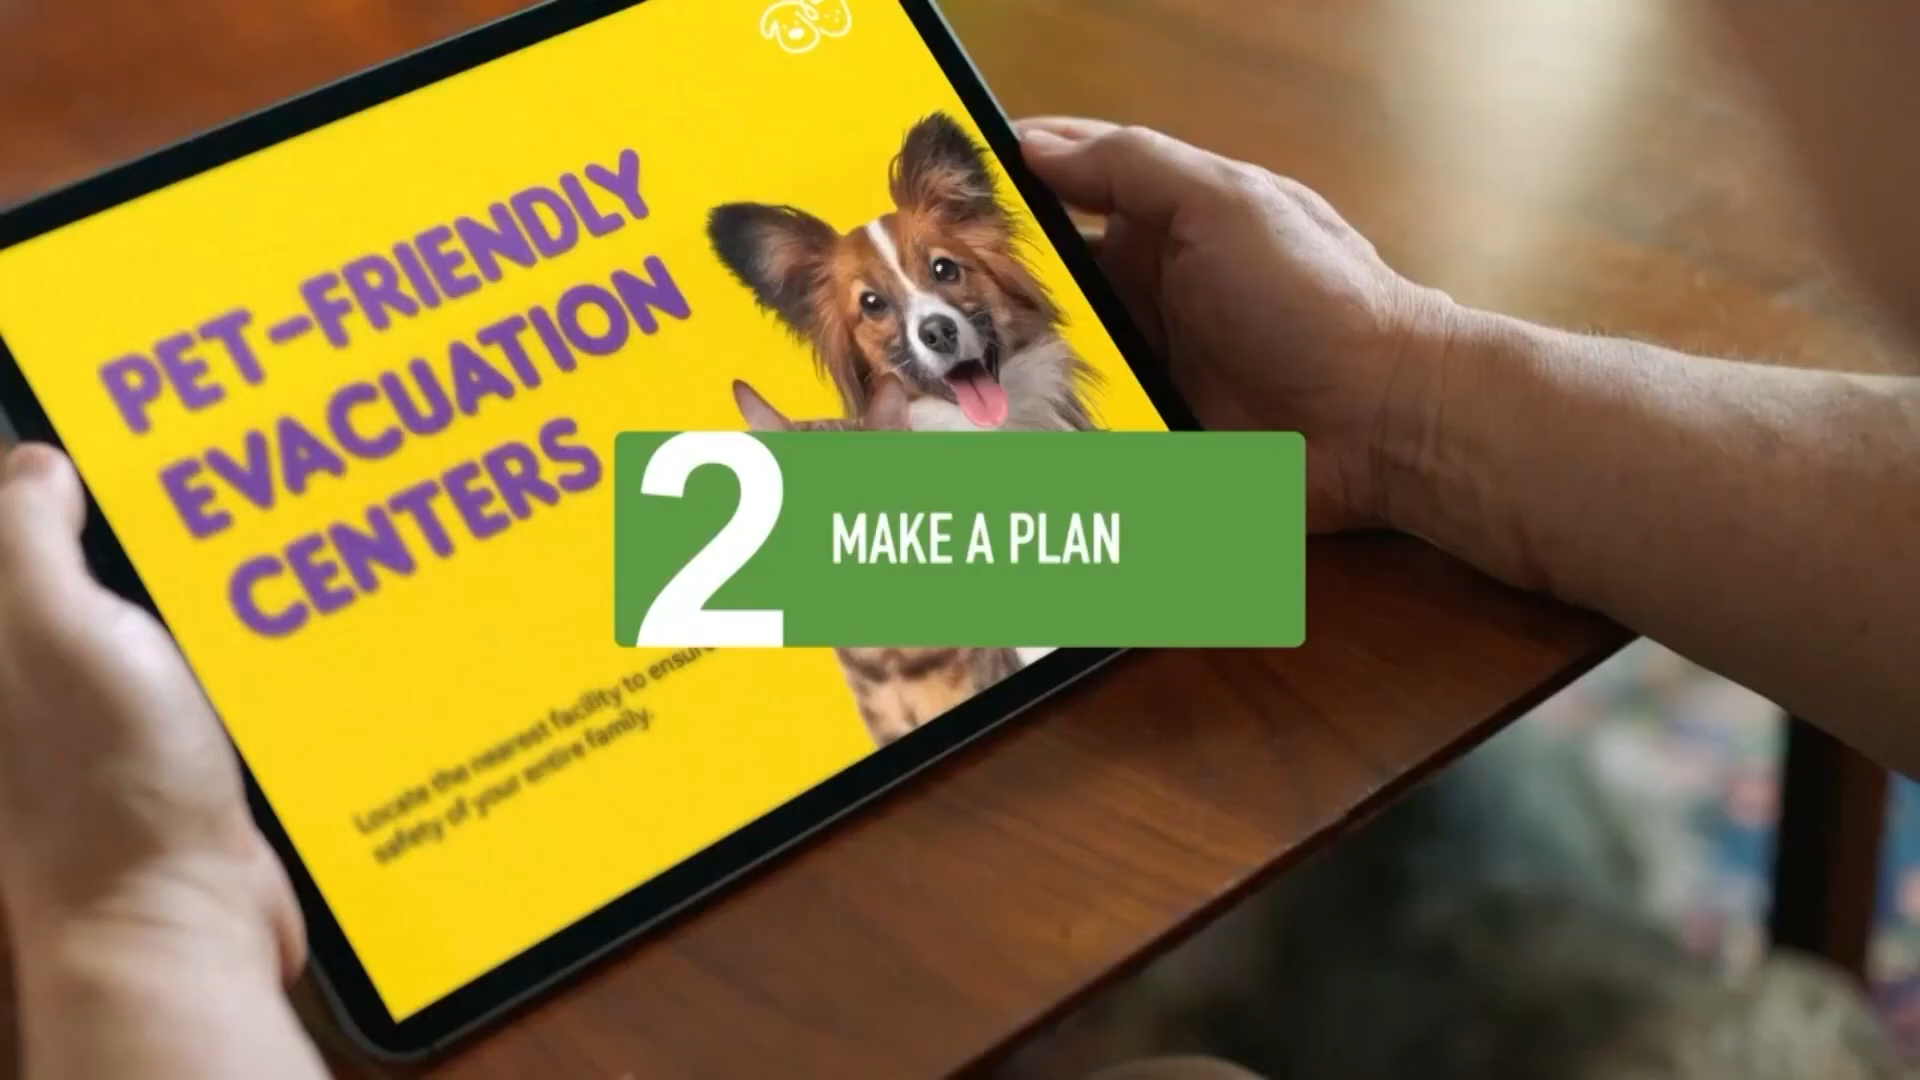 PET-FRIENDLY
EVACUATION
CENTERS
2 MAKE A PLAN
Locate the nearest facility to ensure
safety of your entire family.